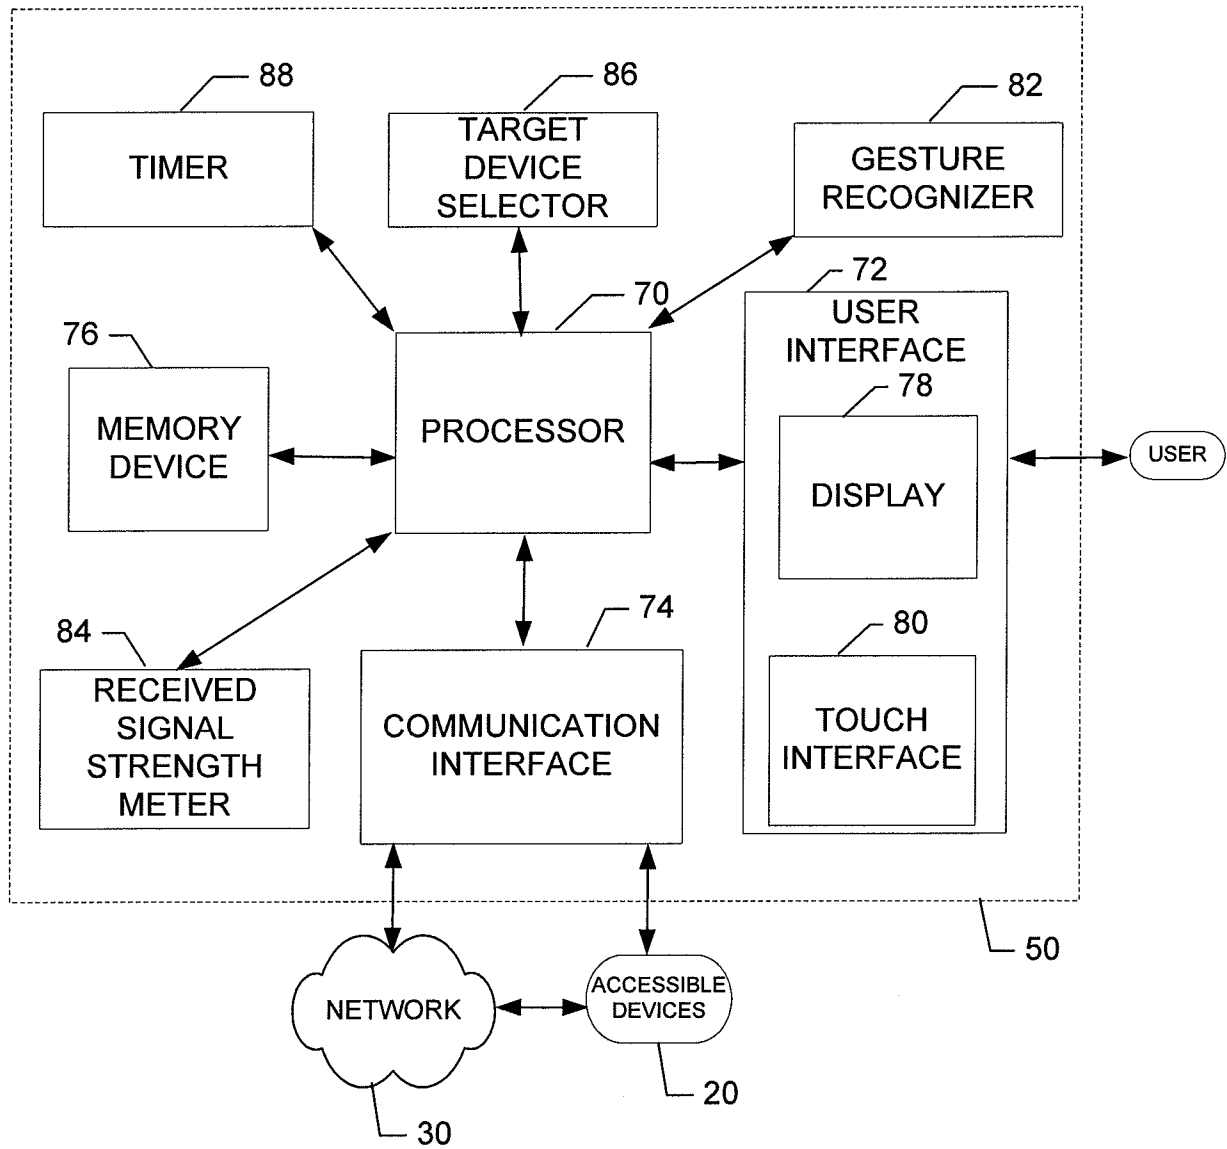 88
TIMER
86
TARGET
DEVICE
SELECTOR
82
GESTURE
RECOGNIZER
76
MEMORY
DEVICE
70
PROCESSOR
72
USER
INTERFACE
78
DISPLAY
USER
84
RECEIVED
SIGNAL
STRENGTH
METER
74
COMMUNICATION
INTERFACE
80
TOUCH
INTERFACE
50
NETWORK
30
ACCESSIBLE
DEVICES
20